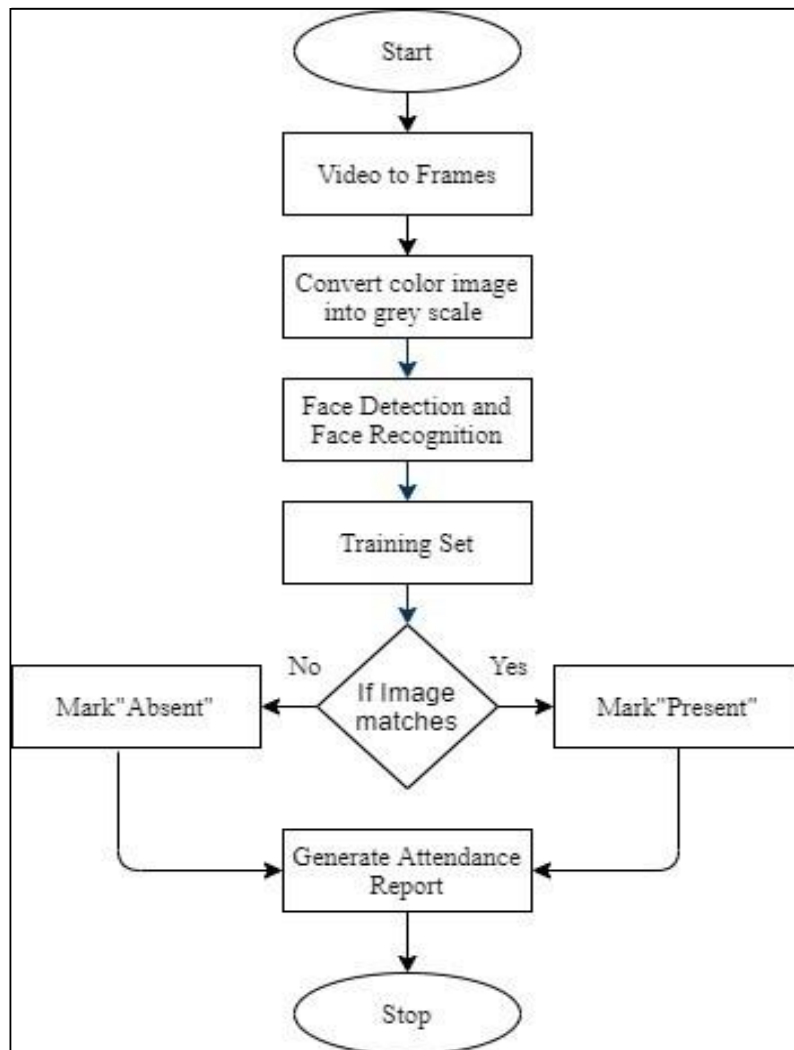 Start
Video to Frames
Convert color image
into grey scale
Face Detection and
Face Recognition
Training Set
No
Yes
Mark"Absent"
If Image
matches
Mark"Present"
Generate Attendance
Report
Stop